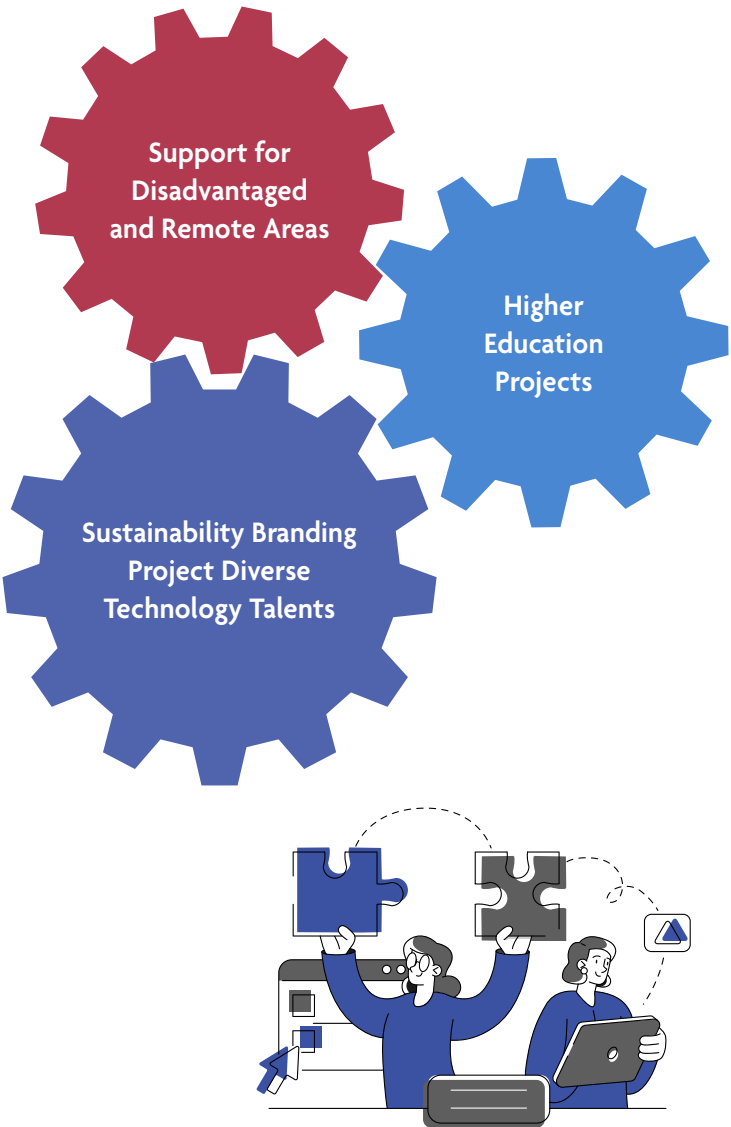 Support for
Disadvantaged
and Remote Areas
Higher
Education
Projects
Sustainability Branding
Project Diverse
Technology Talents